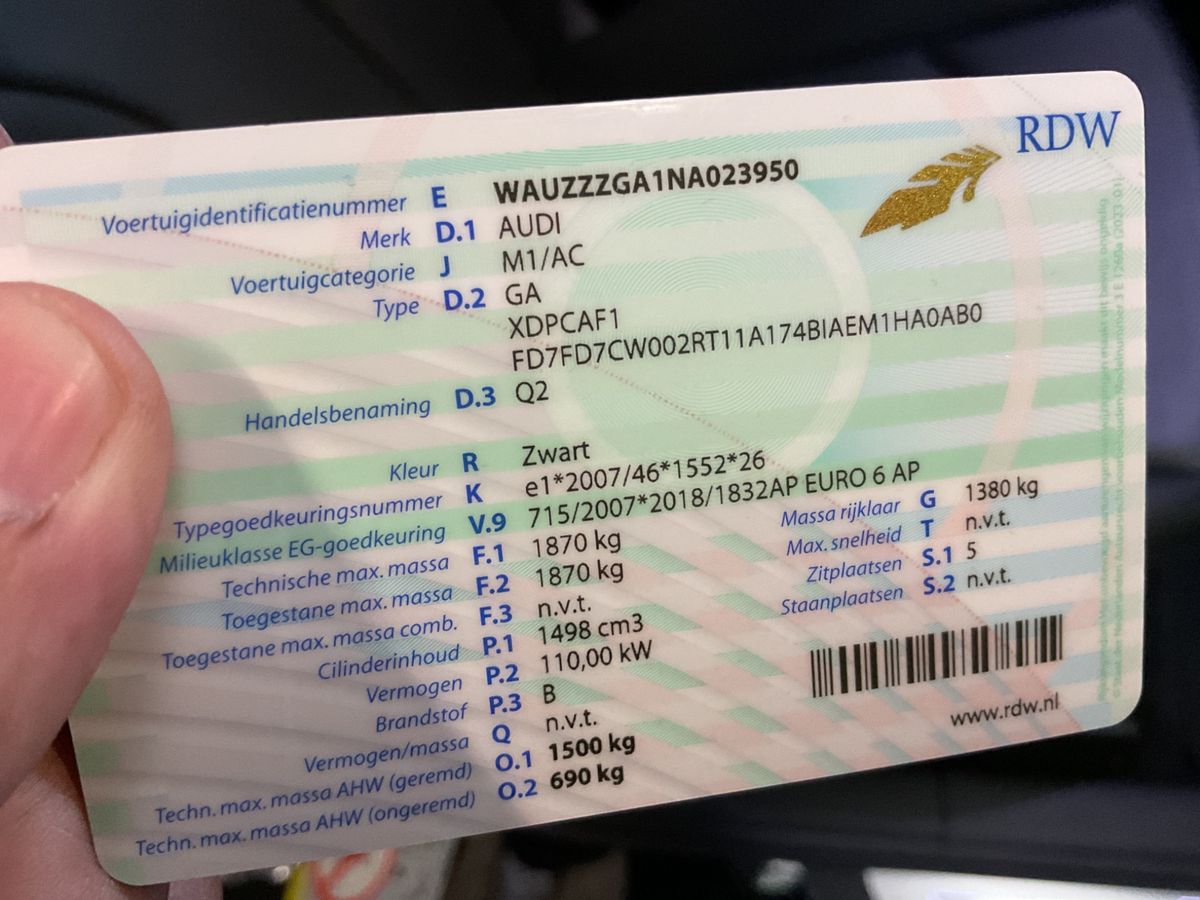 RDW
Voertuigidentificatienummer E WAUZZZGA1NA023950
Merk D.1 AUDI
Voertuigcategorie J M1/AC
Type D.2 GA
XDPCAF1
FD7FD7CW002RT11A174BIAEM1HA0AB0
Handelsbenaming D.3 Q2
Kleur R Zwart
Typegoedkeuringsnummer K e1*2007/46*1552*26
Milieuklasse EG-goedkeuring V.9 715/2007*2018/1832AP EURO 6 AP
Technische max. massa F.1 1870 kg
Toegestane max. massa F.2 1870 kg
Toegestane max. massa comb. F.3 n.v.t.
Cilinderinhoud P.1 1498 cm3
Vermogen P.2 110,00 kW
Brandstof P.3 B
Vermogen/massa Q n.v.t.
Techn. max. massa AHW (geremd) O.1 1500 kg
Techn. max. massa AHW (ongeremd) O.2 690 kg
Massa rijklaar G 1380 kg
Max. snelheid T n.v.t.
Zitplaatsen S.1 5
Staanplaatsen S.2 n.v.t.
www.rdw.nl